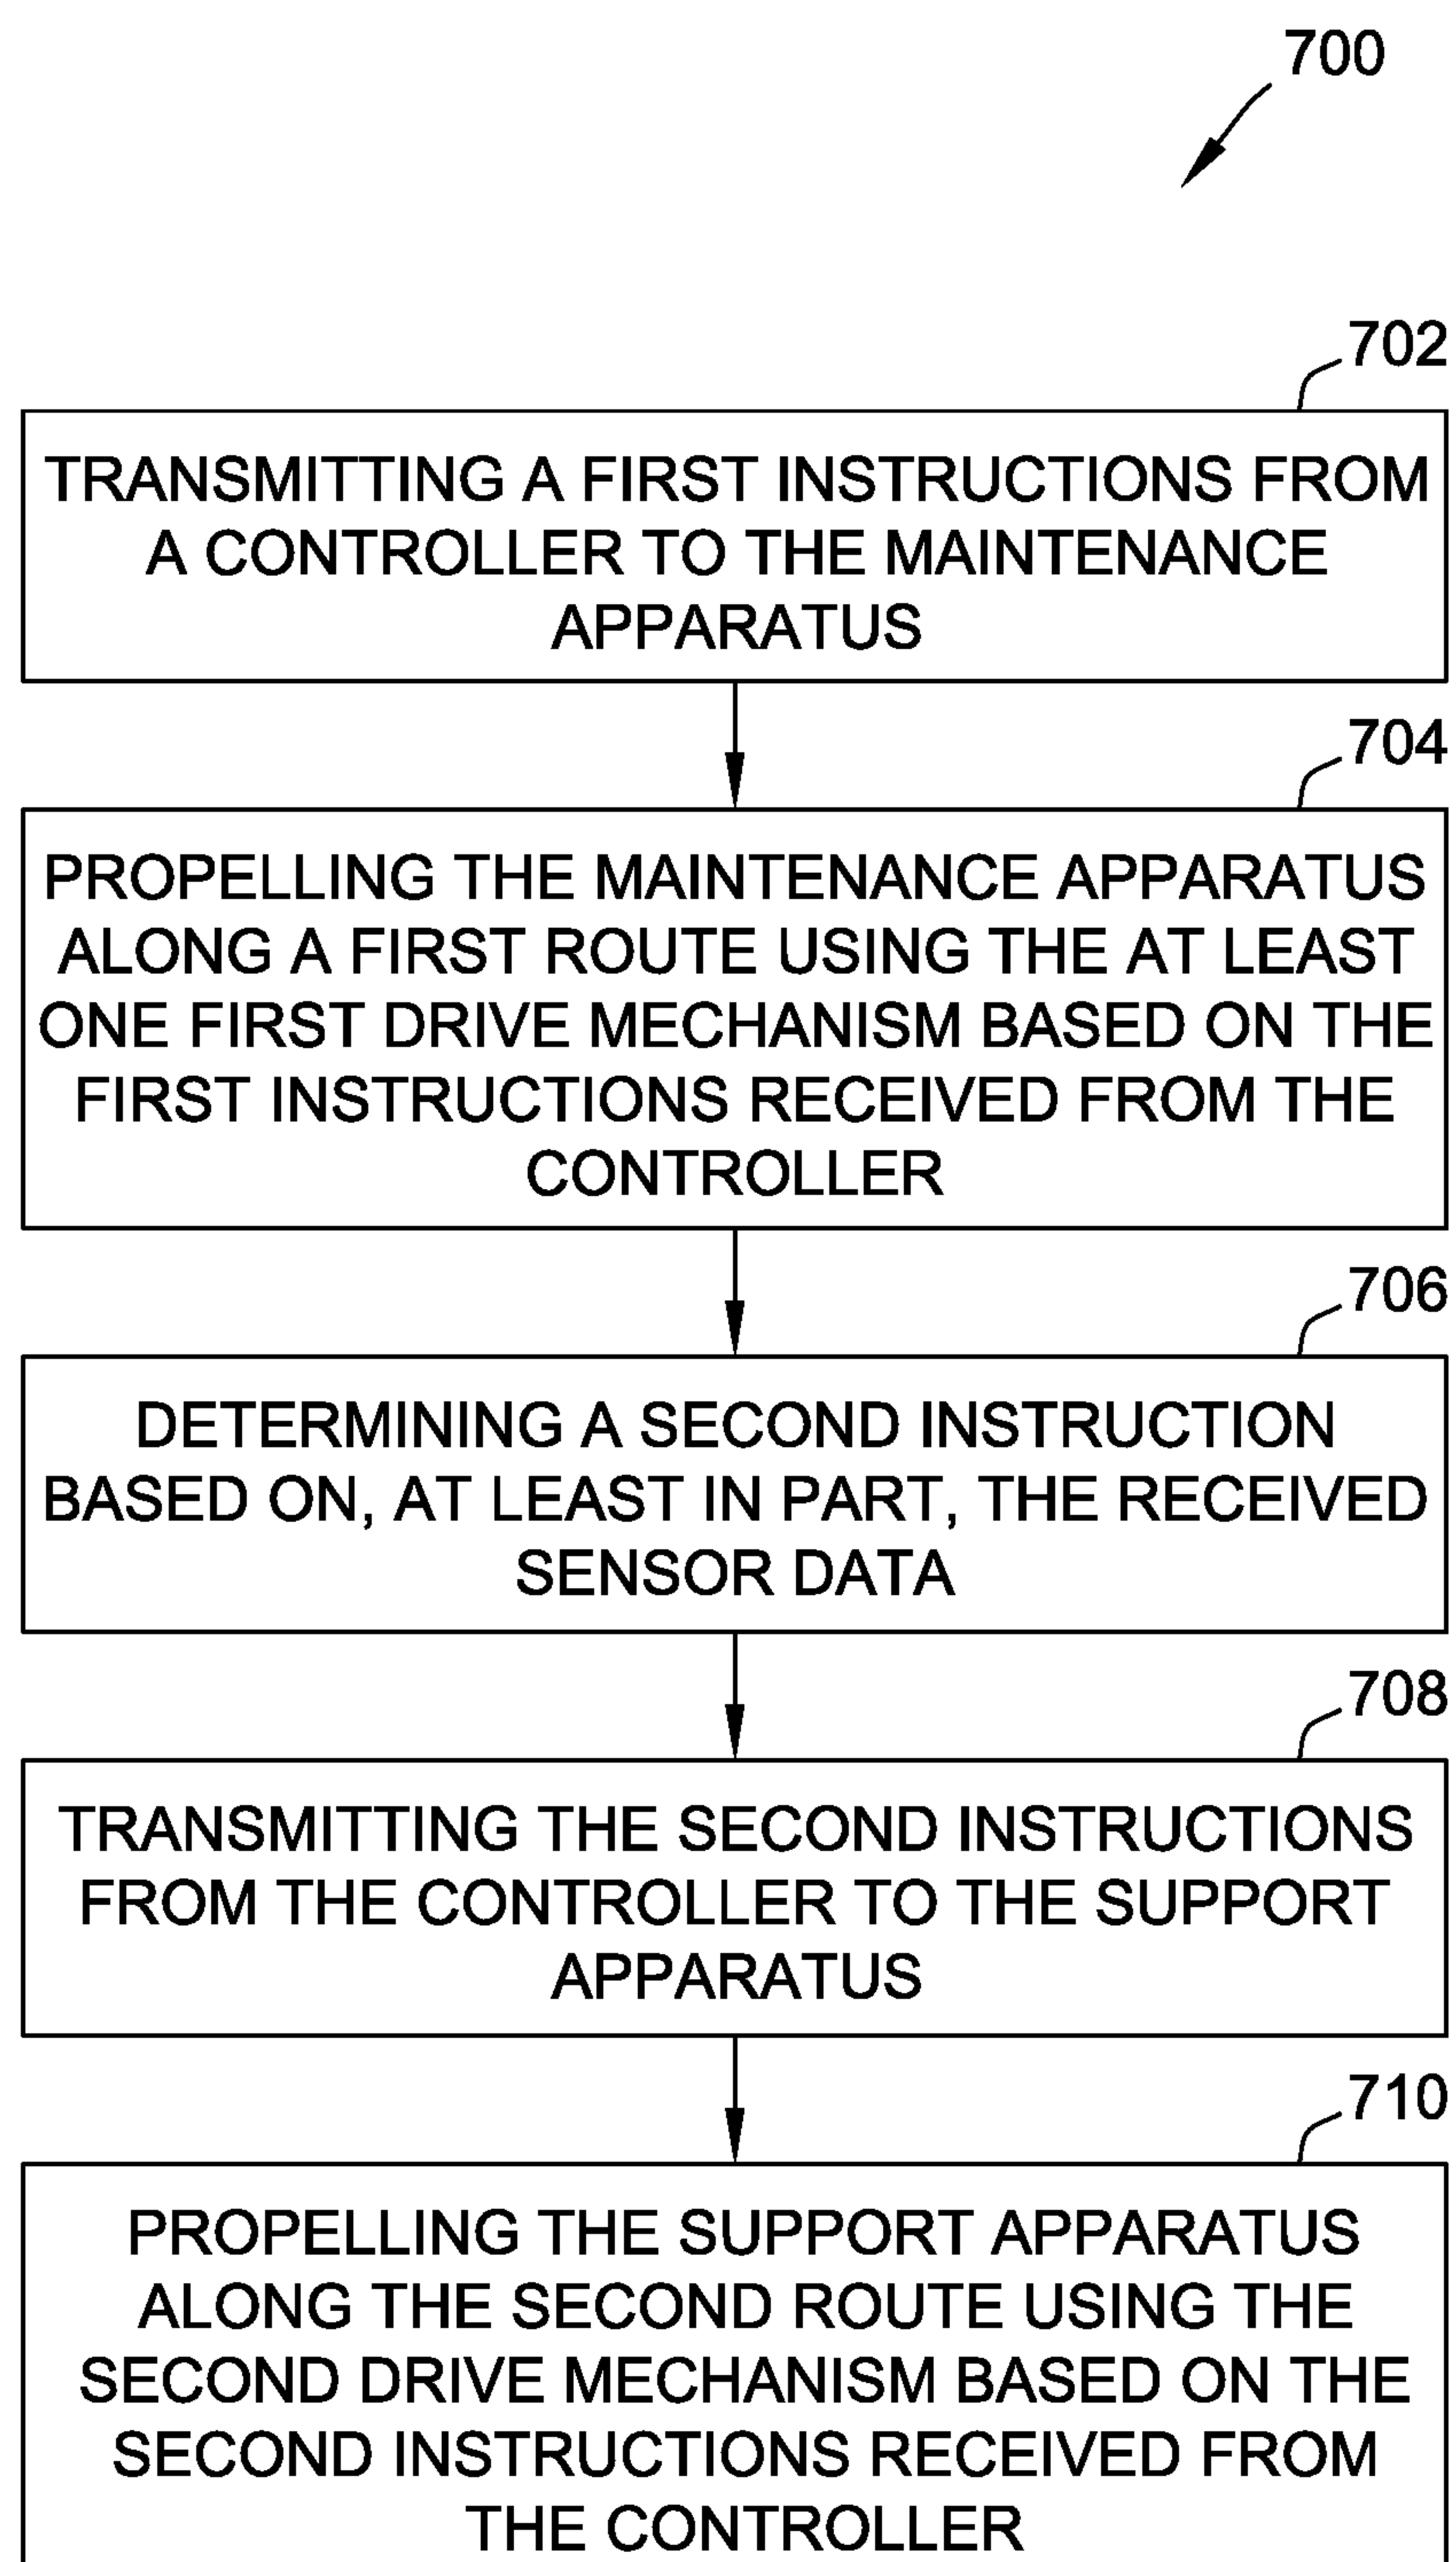 700
702
TRANSMITTING A FIRST INSTRUCTIONS FROM
A CONTROLLER TO THE MAINTENANCE
APPARATUS
704
PROPELLING THE MAINTENANCE APPARATUS
ALONG A FIRST ROUTE USING THE AT LEAST
ONE FIRST DRIVE MECHANISM BASED ON THE
FIRST INSTRUCTIONS RECEIVED FROM THE
CONTROLLER
706
DETERMINING A SECOND INSTRUCTION
BASED ON, AT LEAST IN PART, THE RECEIVED
SENSOR DATA
708
TRANSMITTING THE SECOND INSTRUCTIONS
FROM THE CONTROLLER TO THE SUPPORT
APPARATUS
710
PROPELLING THE SUPPORT APPARATUS
ALONG THE SECOND ROUTE USING THE
SECOND DRIVE MECHANISM BASED ON THE
SECOND INSTRUCTIONS RECEIVED FROM
THE CONTROLLER